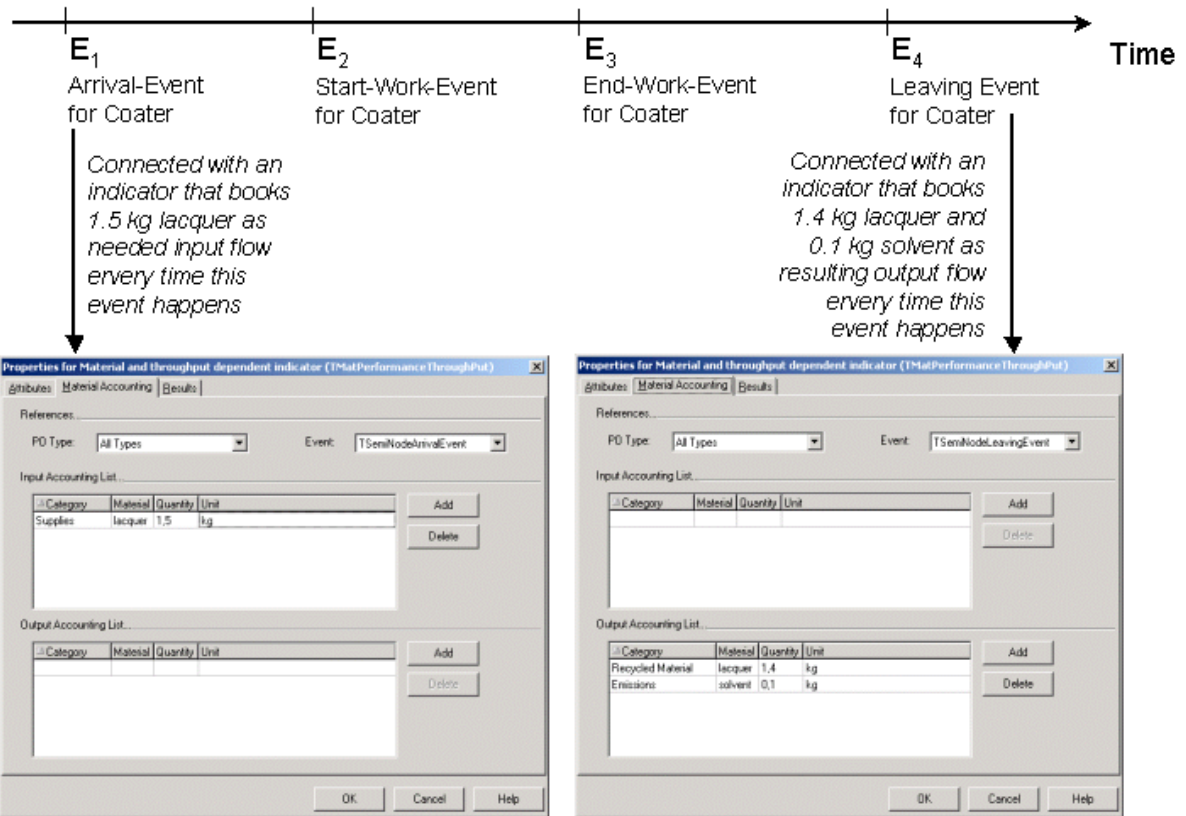 E1
Arrival-Event
for Coater
E2
Start-Work-Event
for Coater
E3
End-Work-Event
for Coater
E4
Leaving Event
for Coater
Time
Connected with an
indicator that books
1.5 kg lacquer as
needed input flow
ervery time this
event happens
Connected with an
indicator that books
1.4 kg lacquer and
0.1 kg solvent as
resulting output flow
ervery time this
event happens
Properties for Material and throughput dependent indicator (TMatPerformanceThroughPut)
Attributes Material Accounting Results
References...
PO Type: All Types Event: TSemiNodeArrivalEvent
Input Accounting List...
Category Material Quantity Unit
Supplies lacquer 1,5 kg
Add
Delete
Output Accounting List...
Category Material Quantity Unit
Add
Delete
OK Cancel Help
Properties for Material and throughput dependent indicator (TMatPerformanceThroughPut)
Attributes Material Accounting Results
References...
PO Type: All Types Event: TSemiNodeLeavingEvent
Input Accounting List...
Category Material Quantity Unit
Add
Delete
Output Accounting List...
Category Material Quantity Unit
Recycled Material lacquer 1,4 kg
Emissions solvent 0,1 kg
Add
Delete
OK Cancel Help